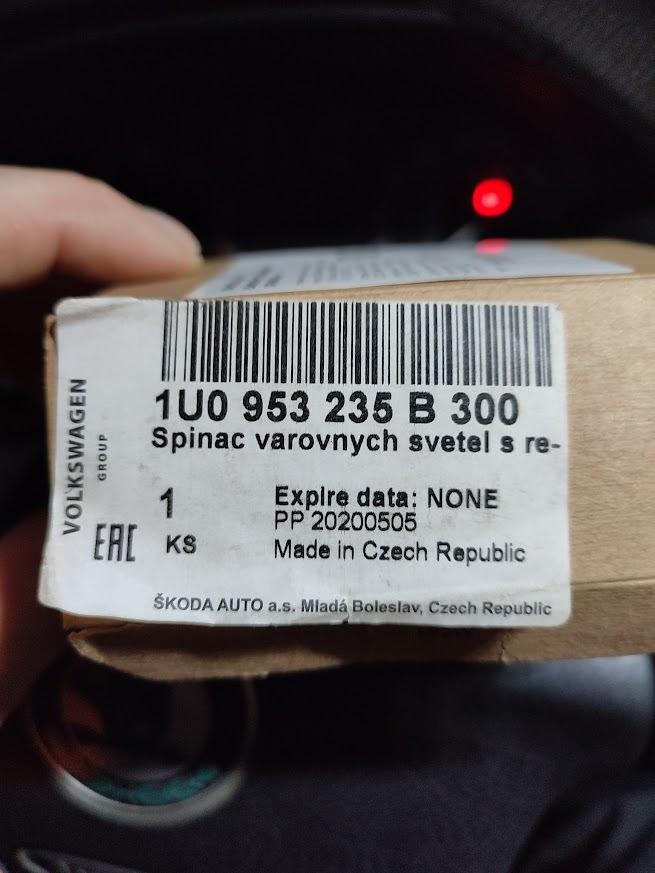 1U0 953 235 B 300
Spinac varovnych svetel s re-
1
KS
Expire data: NONE
PP 20200505
Made in Czech Republic
ŠKODA AUTO a.s. Mladá Boleslav, Czech Republic
VOLKSWAGEN
GROUP
EAC